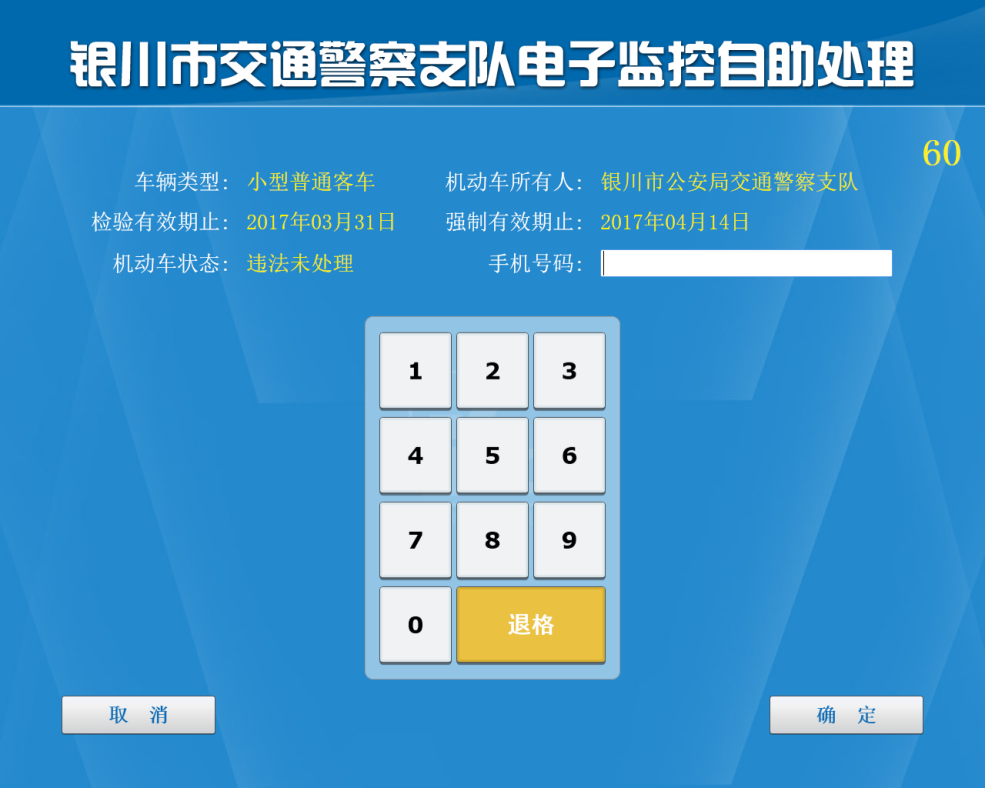 银川市交通警察支队电子监控自助处理
60
车辆类型： 小型普通客车 机动车所有人： 银川市公安局交通警察支队
检验有效期止： 2017年03月31日 强制有效期止： 2017年04月14日
机动车状态： 违法未处理 手机号码：
1 2 3
4 5 6
7 8 9
0 退格
取 消 确 定